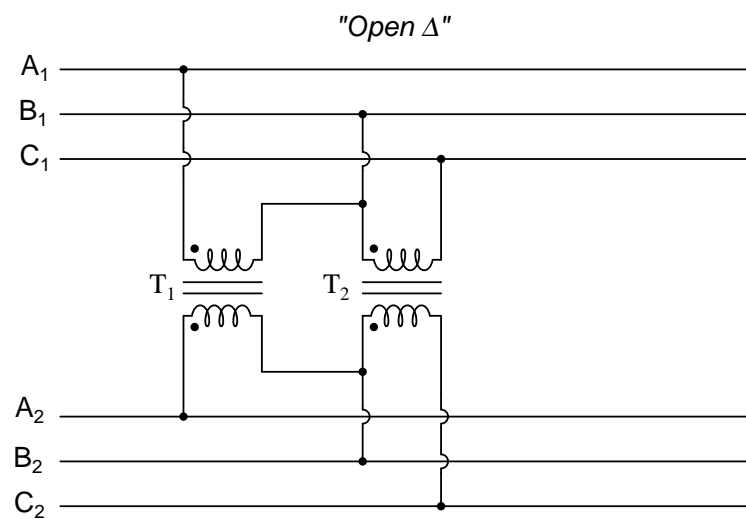 "Open Δ"
A₁
B₁
C₁
T₁ T₂
A₂
B₂
C₂